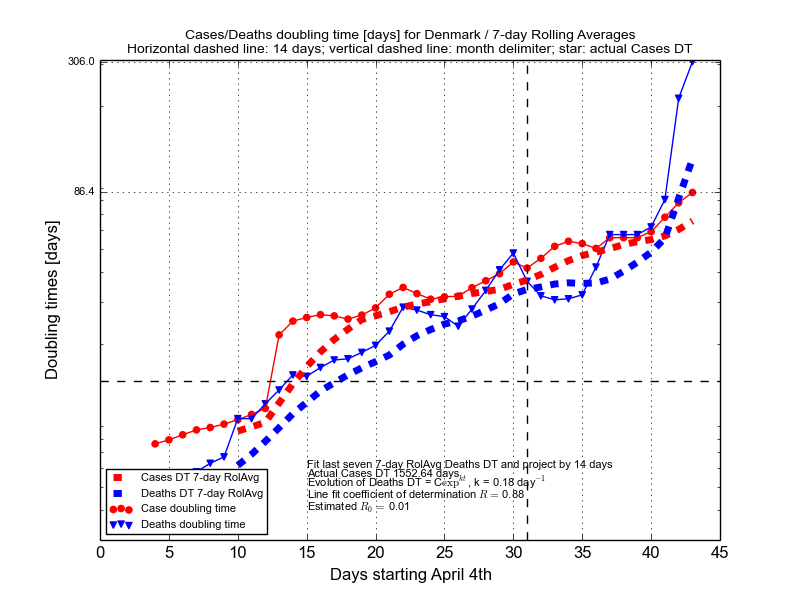 Cases/Deaths doubling time [days] for Denmark / 7-day Rolling Averages
Horizontal dashed line: 14 days; vertical dashed line: month delimiter; star: actual Cases DT
306.0
86.4
Doubling times [days]
Fit last seven 7-day RolAvg Deaths DT and project by 14 days
Actual Cases DT 1552.64 days
Evolution of Deaths DT = Cexp^{kt}, k = 0.18 day^{-1}
Line fit coefficient of determination R = 0.88
Estimated R_0 = 0.01
Cases DT 7-day RolAvg
Deaths DT 7-day RolAvg
Case doubling time
Deaths doubling time
0 5 10 15 20 25 30 35 40 45
Days starting April 4th